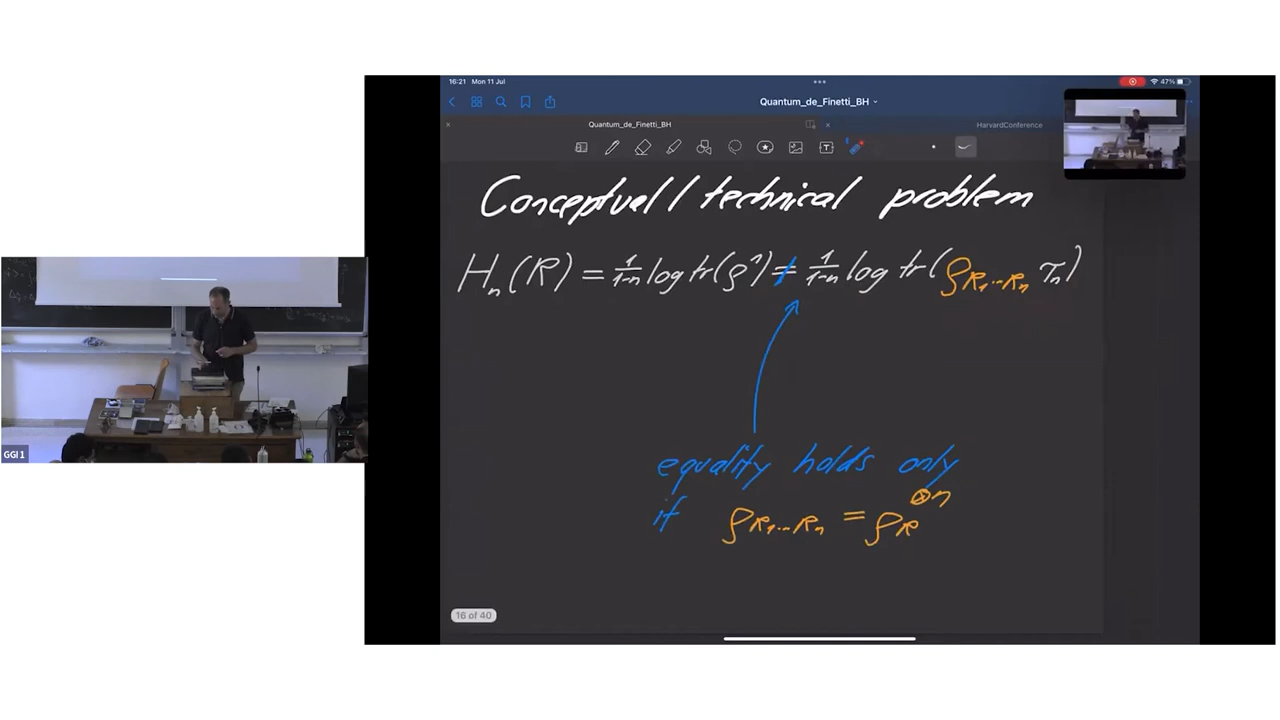 16:21 Mon 11 Jul
47%
Quantum_de_Finetti_BH
Quantum_de_Finetti_BH
HarvardConference
Conceptual / technical problem
Hₙ(R) = 1/(1-n) log tr(ρⁿ) ≠ 1/(1-n) log tr(ρ_{R₁...Rₙ} τₙ)
equality holds only
if ρ_{R₁...Rₙ} = ρ_R^{⊗n}
16 of 40
GGI 1